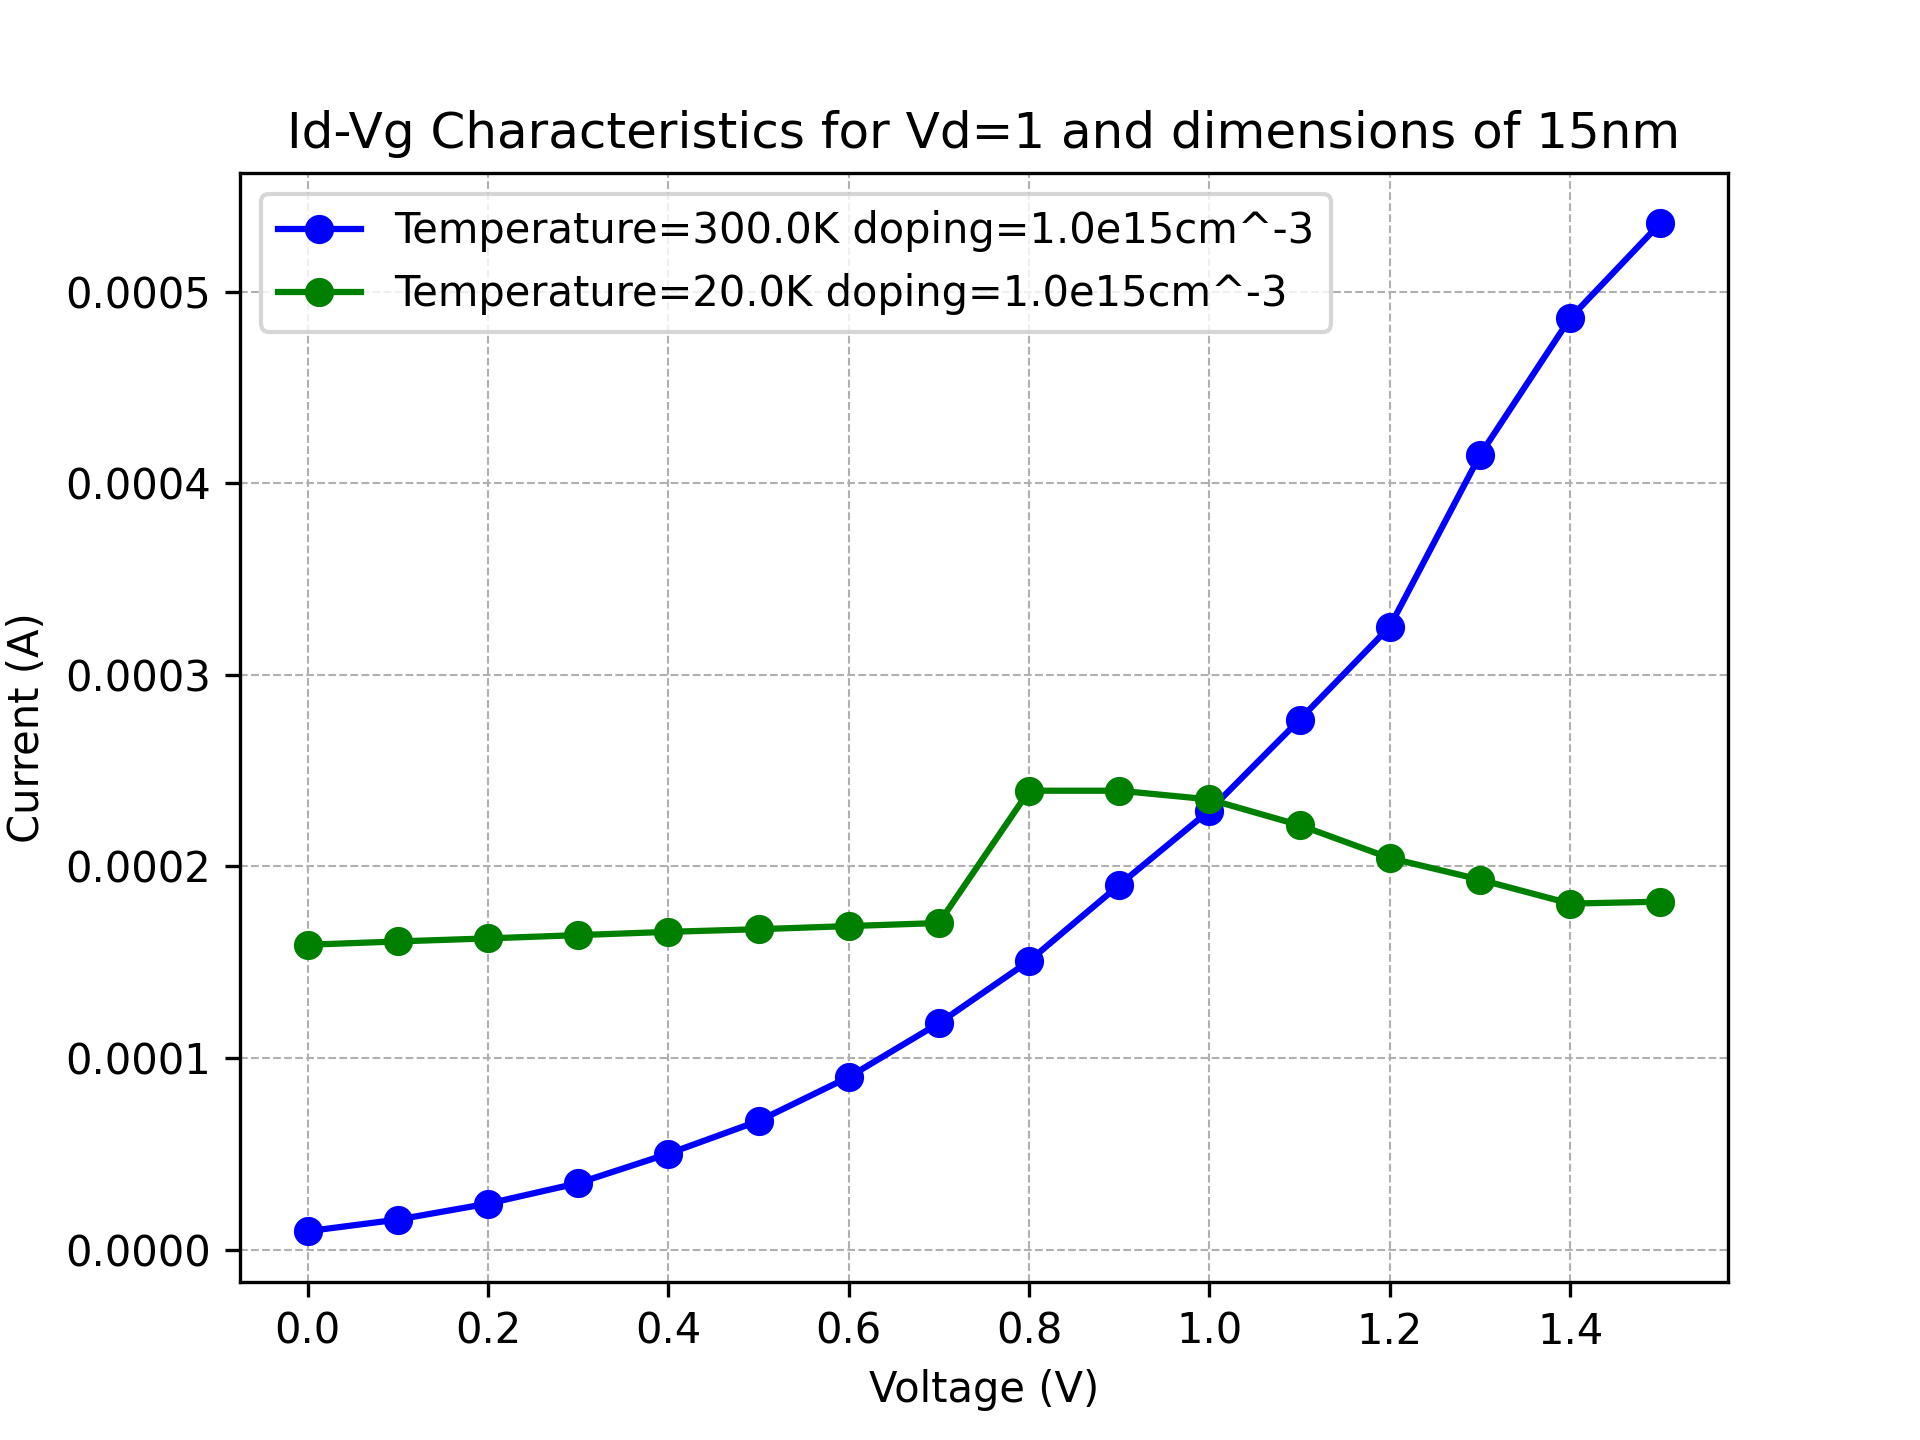 Id-Vg Characteristics for Vd=1 and dimensions of 15nm
Temperature=300.0K doping=1.0e15cm^-3
Temperature=20.0K doping=1.0e15cm^-3
0.0005
0.0004
0.0003
0.0002
0.0001
0.0000
Current (A)
0.0 0.2 0.4 0.6 0.8 1.0 1.2 1.4
Voltage (V)